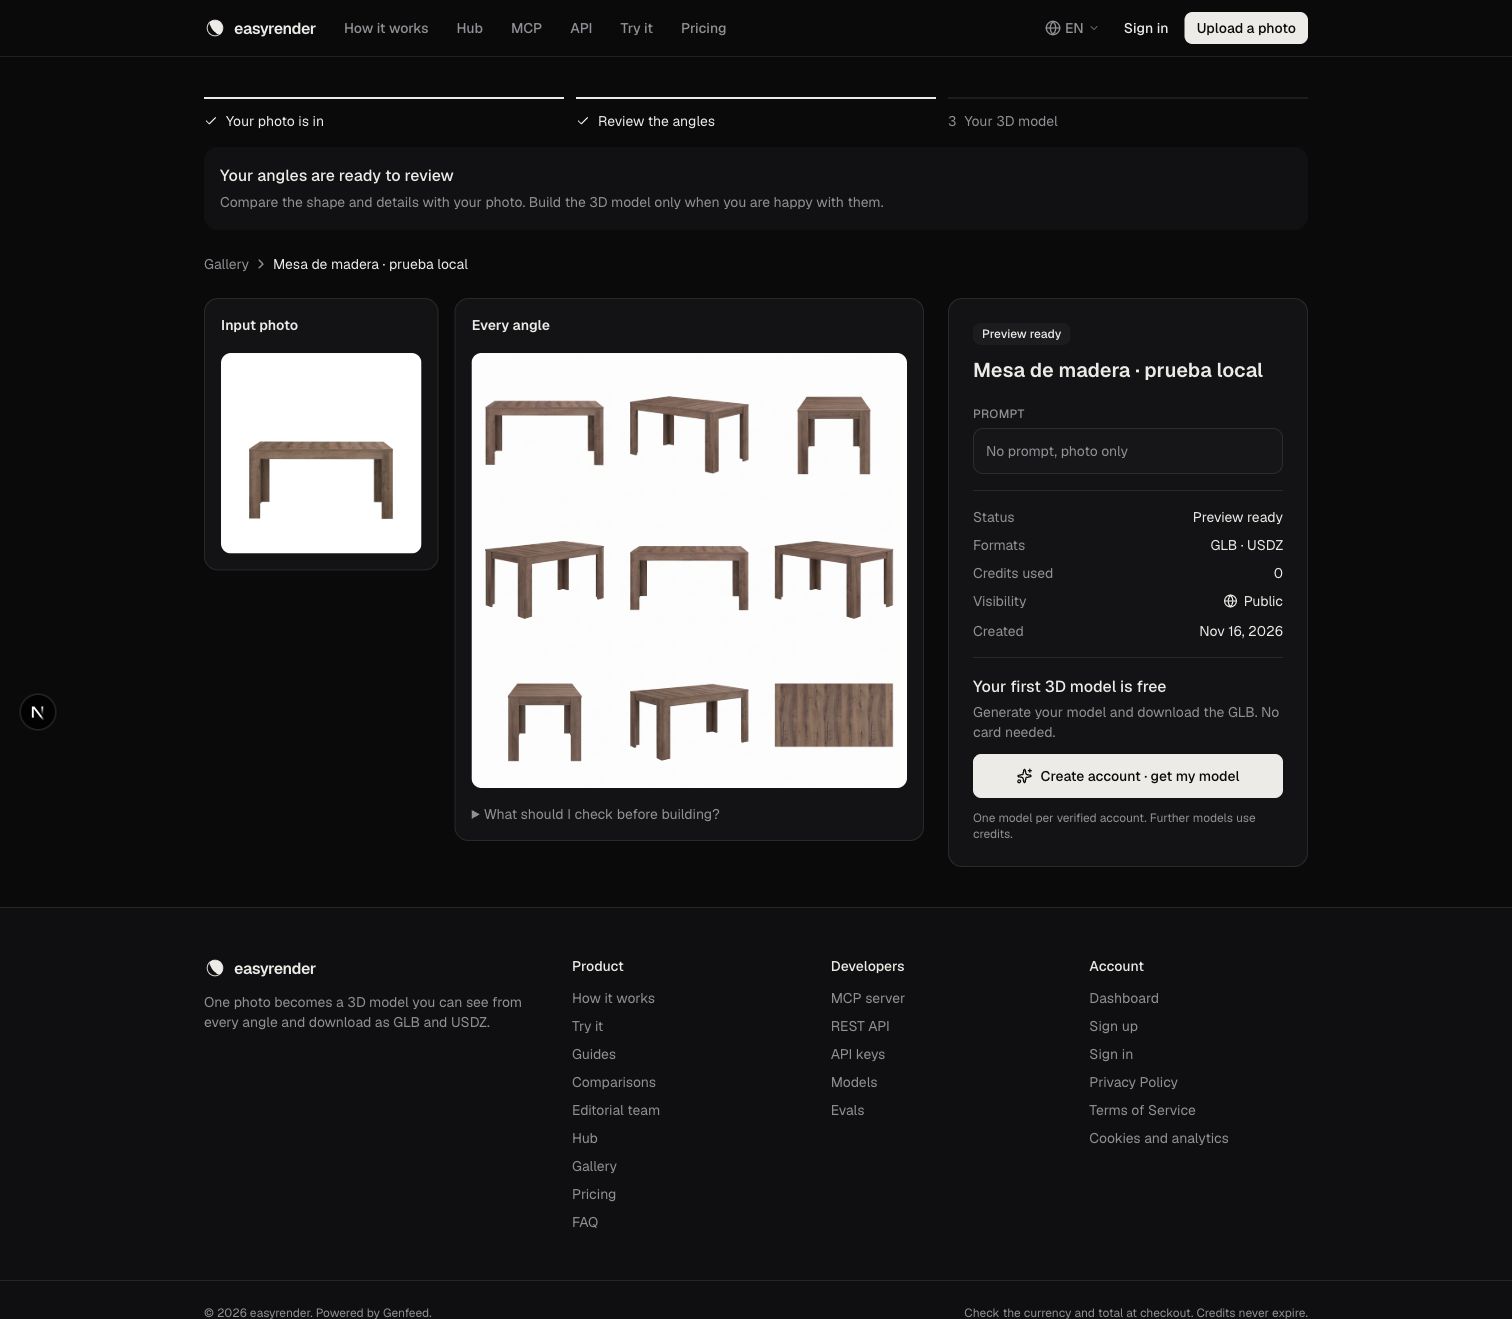 easyrender
How it works
Hub
MCP
API
Try it
Pricing
EN
Sign in
Upload a photo
Your photo is in
Review the angles
3 Your 3D model
Your angles are ready to review
Compare the shape and details with your photo. Build the 3D model only when you are happy with them.
Gallery > Mesa de madera · prueba local
Input photo
Every angle
What should I check before building?
Preview ready
Mesa de madera · prueba local
PROMPT
No prompt, photo only
Status Preview ready
Formats GLB · USDZ
Credits used 0
Visibility Public
Created Nov 16, 2026
Your first 3D model is free
Generate your model and download the GLB. No
card needed.
Create account · get my model
One model per verified account. Further models use
credits.
N
easyrender
One photo becomes a 3D model you can see from
every angle and download as GLB and USDZ.
Product
How it works
Try it
Guides
Comparisons
Editorial team
Hub
Gallery
Pricing
FAQ
Developers
MCP server
REST API
API keys
Models
Evals
Account
Dashboard
Sign up
Sign in
Privacy Policy
Terms of Service
Cookies and analytics
© 2026 easyrender. Powered by Genfeed.
Check the currency and total at checkout. Credits never expire.